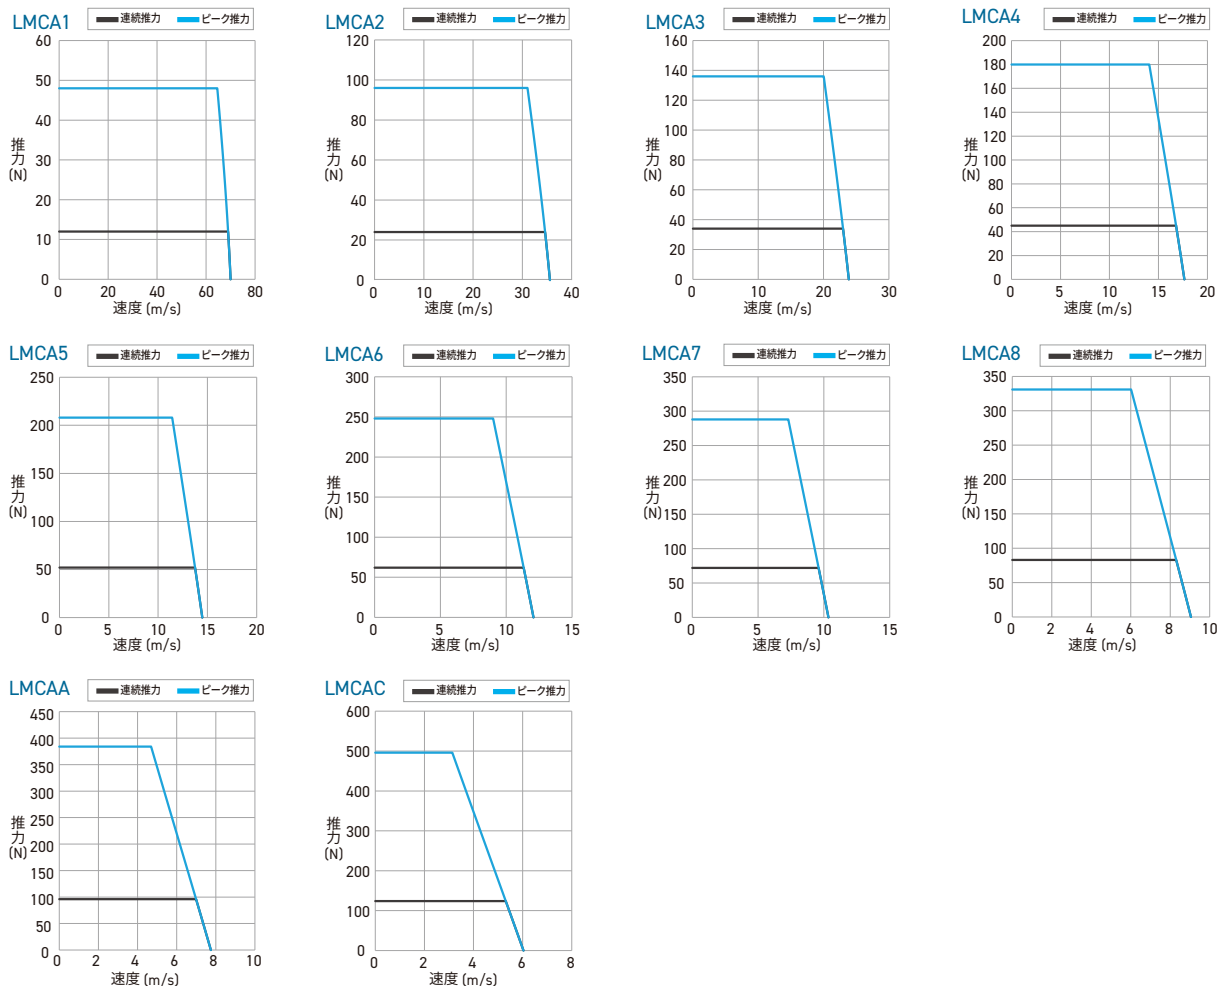 LMCA1 連続推力 ピーク推力
60
50
40
30
20
10
0
推力(N)
0 20 40 60 80
速度 (m/s)
LMCA2 連続推力 ピーク推力
120
100
80
60
40
20
0
推力(N)
0 10 20 30 40
速度 (m/s)
LMCA3 連続推力 ピーク推力
160
140
120
100
80
60
40
20
0
推力(N)
0 10 20 30
速度 (m/s)
LMCA4 連続推力 ピーク推力
200
180
160
140
120
100
80
60
40
20
0
推力(N)
0 5 10 15 20
速度 (m/s)
LMCA5 連続推力 ピーク推力
250
200
150
100
50
0
推力(N)
0 5 10 15 20
速度 (m/s)
LMCA6 連続推力 ピーク推力
300
250
200
150
100
50
0
推力(N)
0 5 10 15
速度 (m/s)
LMCA7 連続推力 ピーク推力
350
300
250
200
150
100
50
0
推力(N)
0 5 10 15
速度 (m/s)
LMCA8 連続推力 ピーク推力
350
300
250
200
150
100
50
0
推力(N)
0 2 4 6 8 10
速度 (m/s)
LMCAA 連続推力 ピーク推力
450
400
350
300
250
200
150
100
50
0
推力(N)
0 2 4 6 8 10
速度 (m/s)
LMCAC 連続推力 ピーク推力
600
500
400
300
200
100
0
推力(N)
0 2 4 6 8
速度 (m/s)